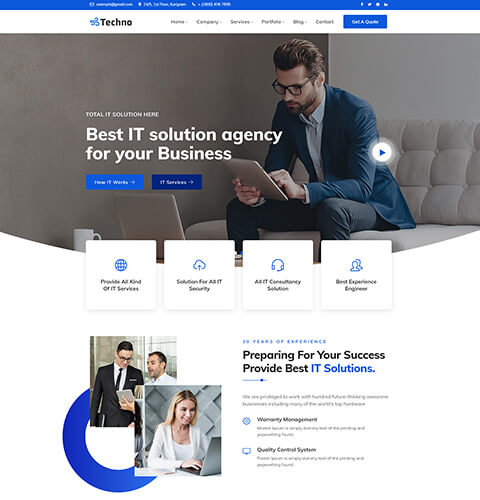 example@gmail.com 24/5, 1st Floor, Kurigram + (1800) 456 7890
Techno Home Company Services Portfolio Blog Contact Get A Quote
TOTAL IT SOLUTION HERE
Best IT solution agency
for your Business
How IT Works IT Services
Provide All Kind
Of IT Services
Solution For All IT
Security
All IT Consultancy
Solution
Best Experience
Engineer
30 YEARS OF EXPERIENCE
Preparing For Your Success
Provide Best IT Solutions.
We are privileged to work with hundred future-thinking awesome
businesses including many of the world's top hardware
Warranty Management
Lorem Ipsum is simply dummy text of the printing and
typesetting found.
Quality Control System
Lorem Ipsum is simply dummy text of the printing and
typesetting found.